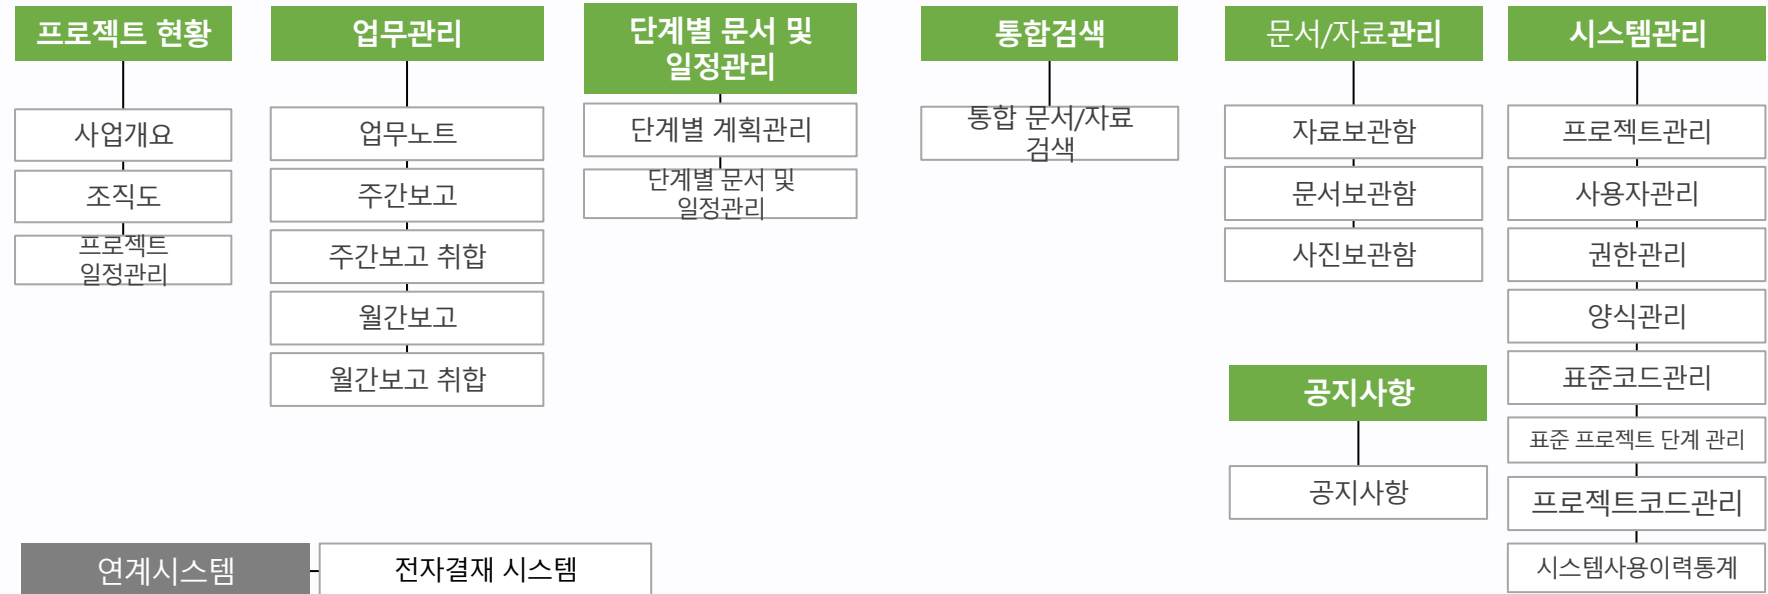 프로젝트 현황
사업개요
조직도
프로젝트
일정관리
업무관리
업무노트
주간보고
주간보고 취합
월간보고
월간보고 취합
단계별 문서 및
일정관리
단계별 계획관리
단계별 문서 및
일정관리
통합검색
통합 문서/자료
검색
문서/자료관리
자료보관함
문서보관함
사진보관함
공지사항
공지사항
시스템관리
프로젝트관리
사용자관리
권한관리
양식관리
표준코드관리
표준 프로젝트 단계 관리
프로젝트코드관리
시스템사용이력통계
연계시스템
전자결재 시스템